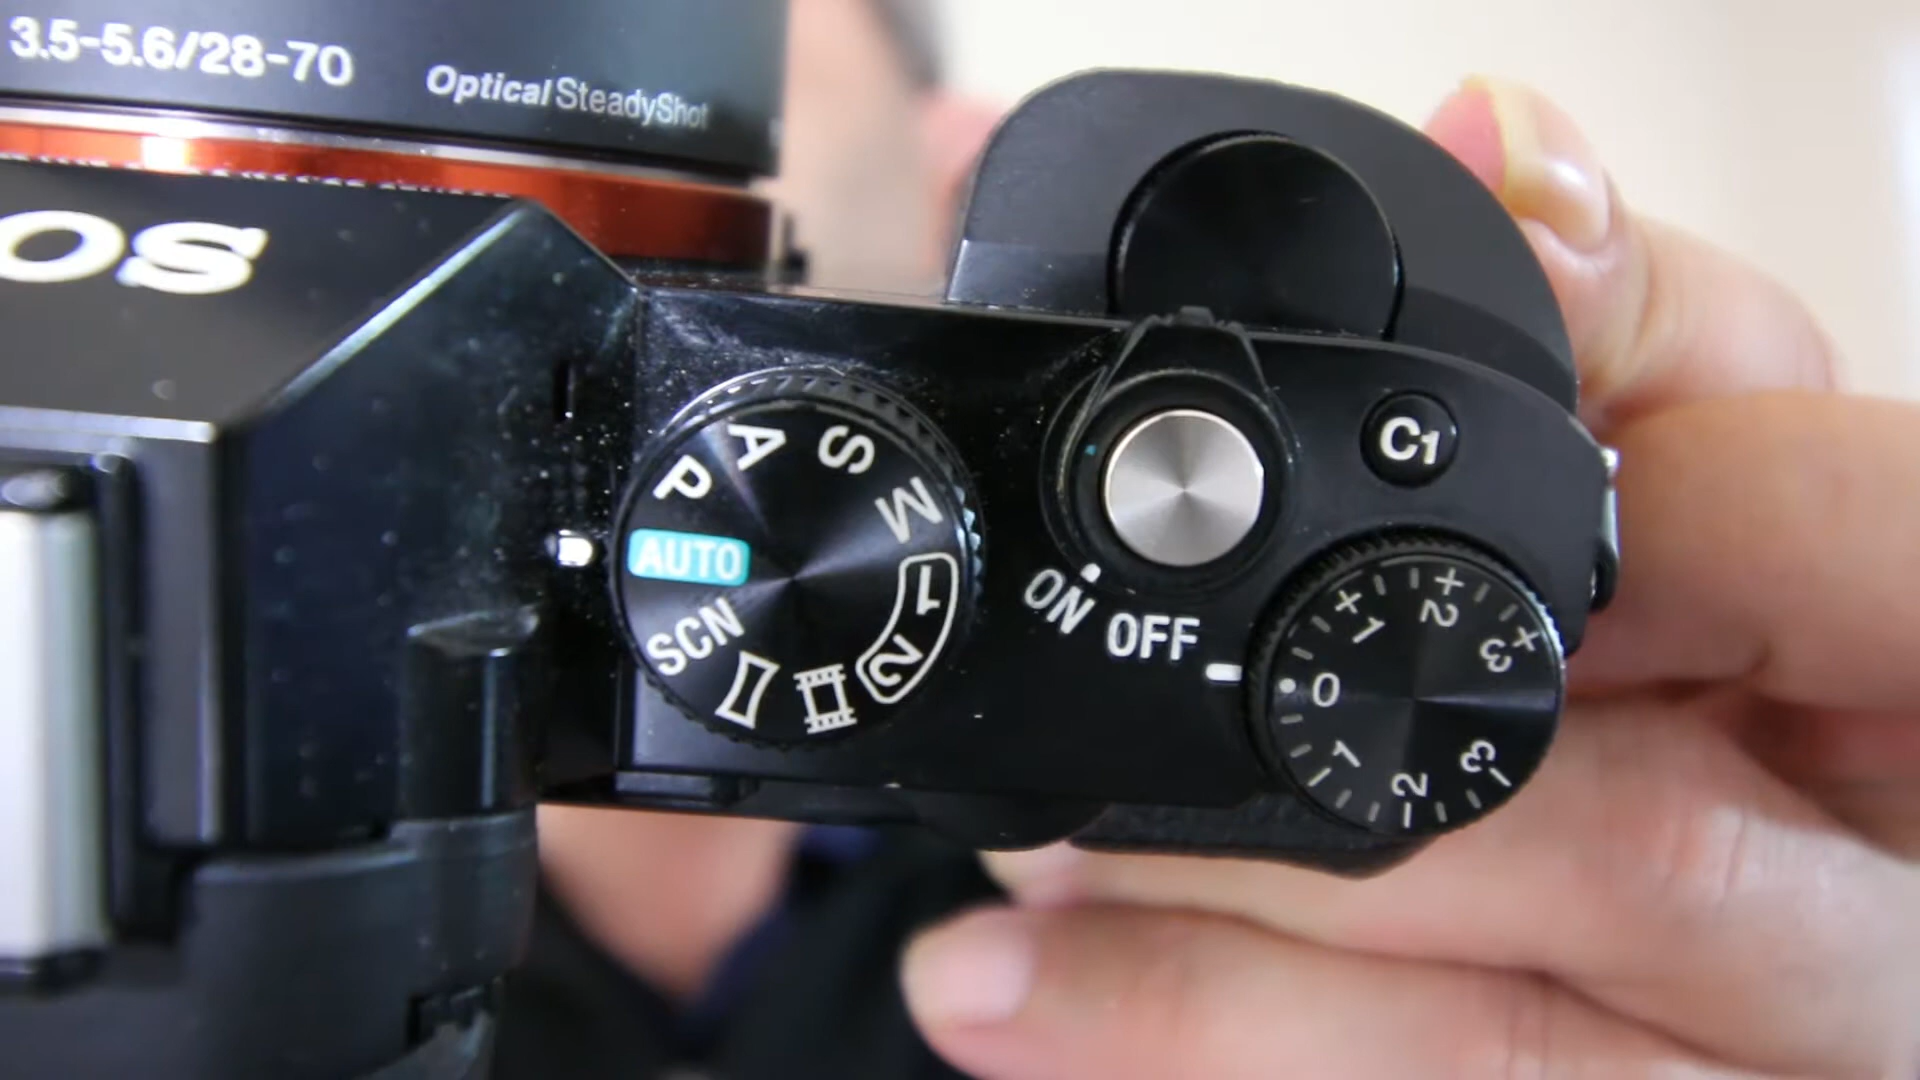 3.5-5.6/28-70
Optical SteadyShot
P
A
S
M
AUTO
1
2
SCN
C1
ON
OFF
+1
+2
+3
0
1
-2
-3